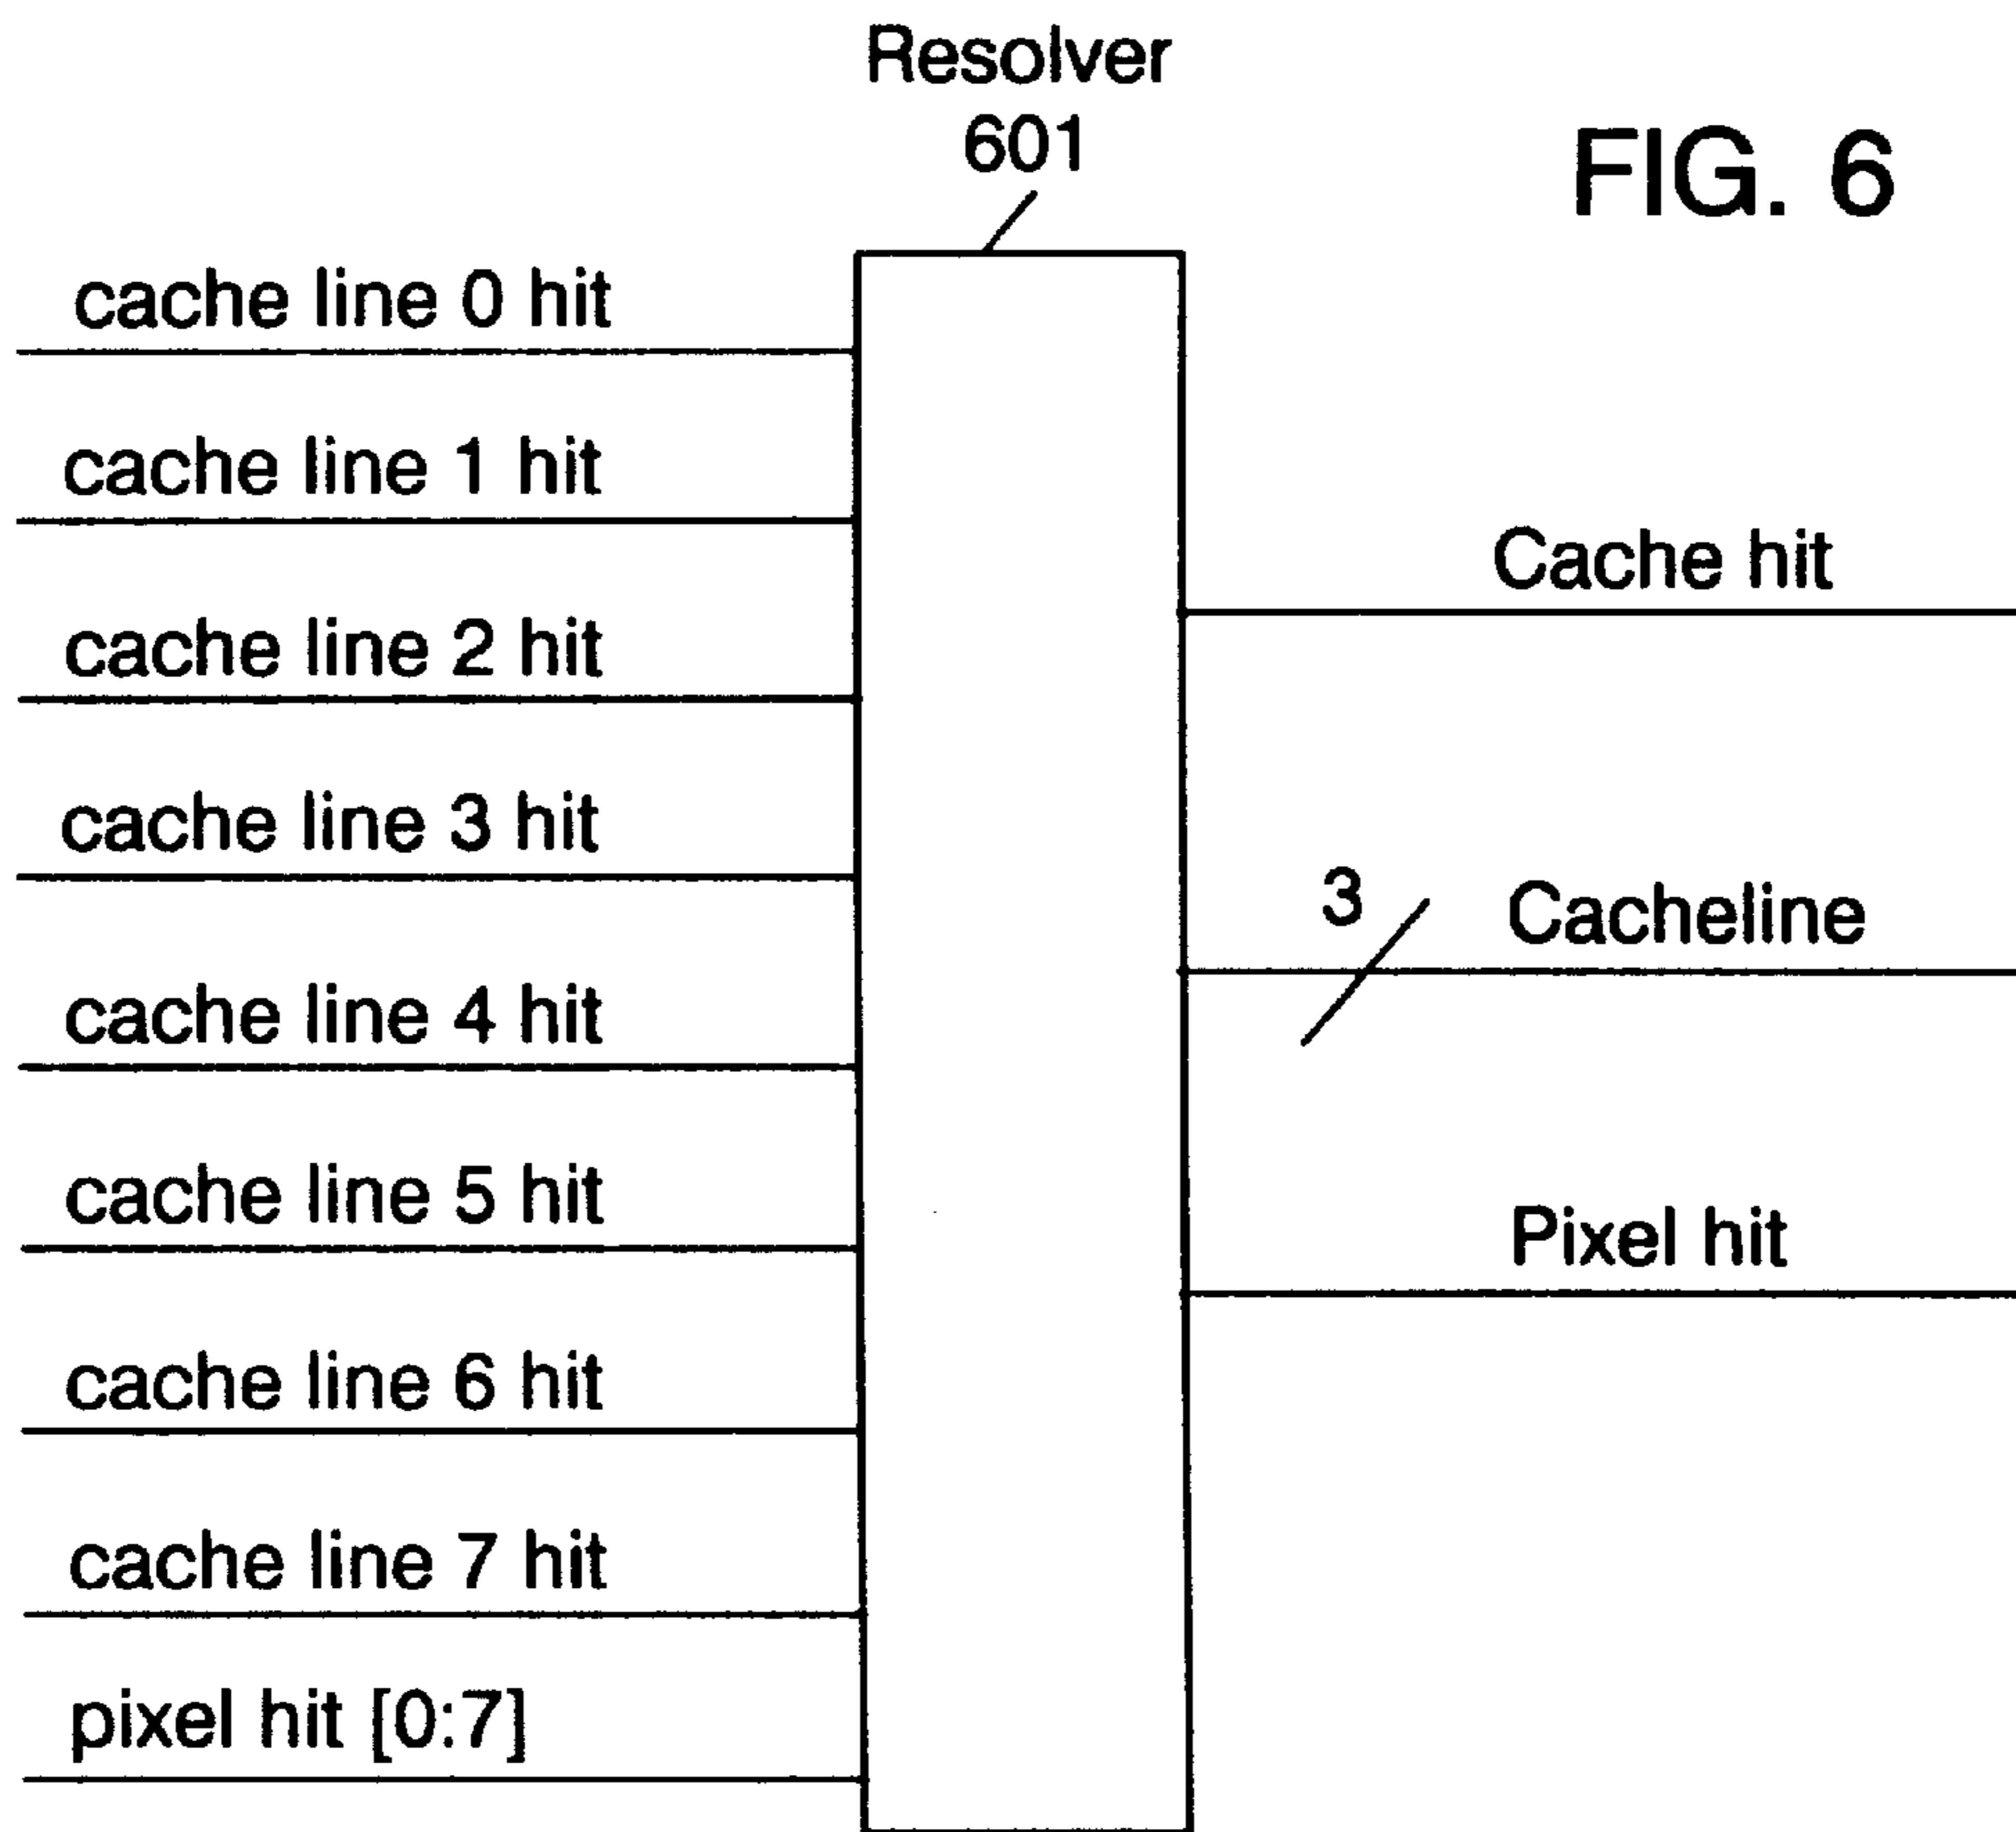 Resolver
601
FIG. 6
cache line 0 hit
cache line 1 hit
cache line 2 hit
cache line 3 hit
cache line 4 hit
cache line 5 hit
cache line 6 hit
cache line 7 hit
pixel hit [0:7]
Cache hit
3
Cacheline
Pixel hit